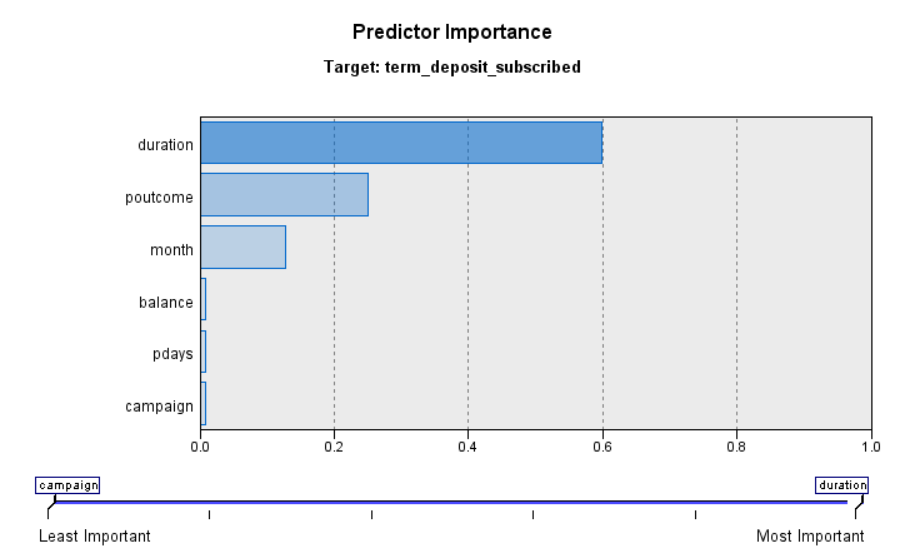 Predictor Importance
Target: term_deposit_subscribed
duration
poutcome
month
balance
pdays
campaign
0.0 0.2 0.4 0.6 0.8 1.0
campaign duration
Least Important Most Important